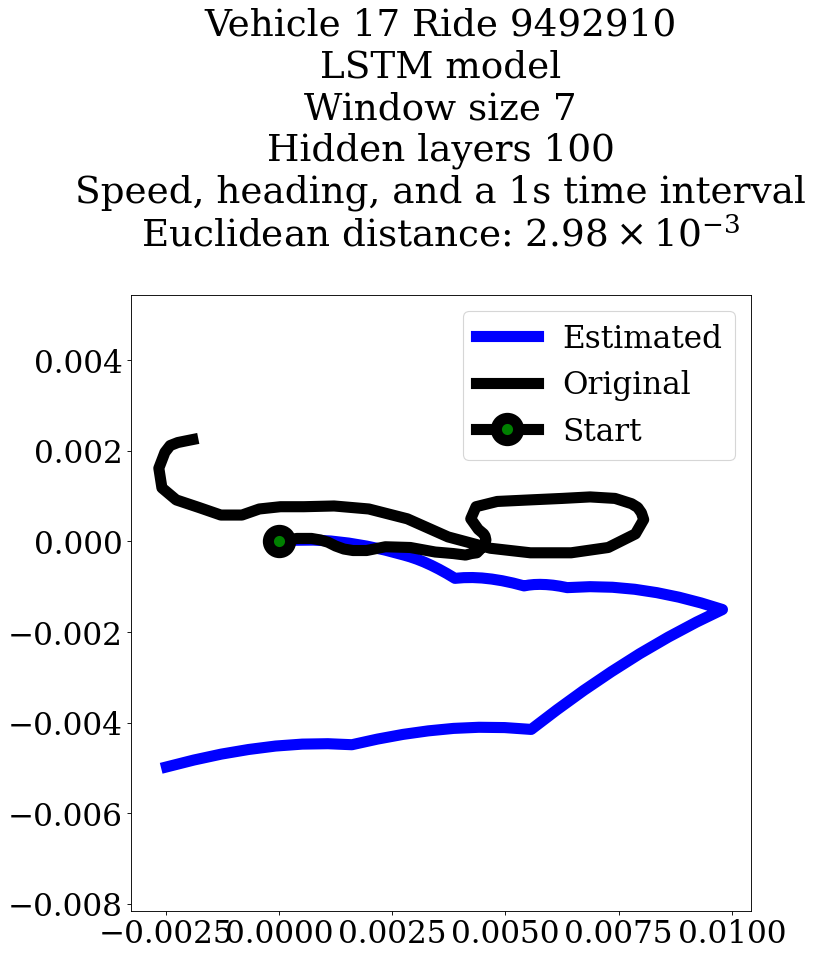 Vehicle 17 Ride 9492910
LSTM model
Window size 7
Hidden layers 100
Speed, heading, and a 1s time interval
Euclidean distance: 2.98 × 10⁻³
Estimated
Original
Start
0.004
0.002
0.000
−0.002
−0.004
−0.006
−0.008
−0.0025 0.0000 0.0025 0.0050 0.0075 0.0100